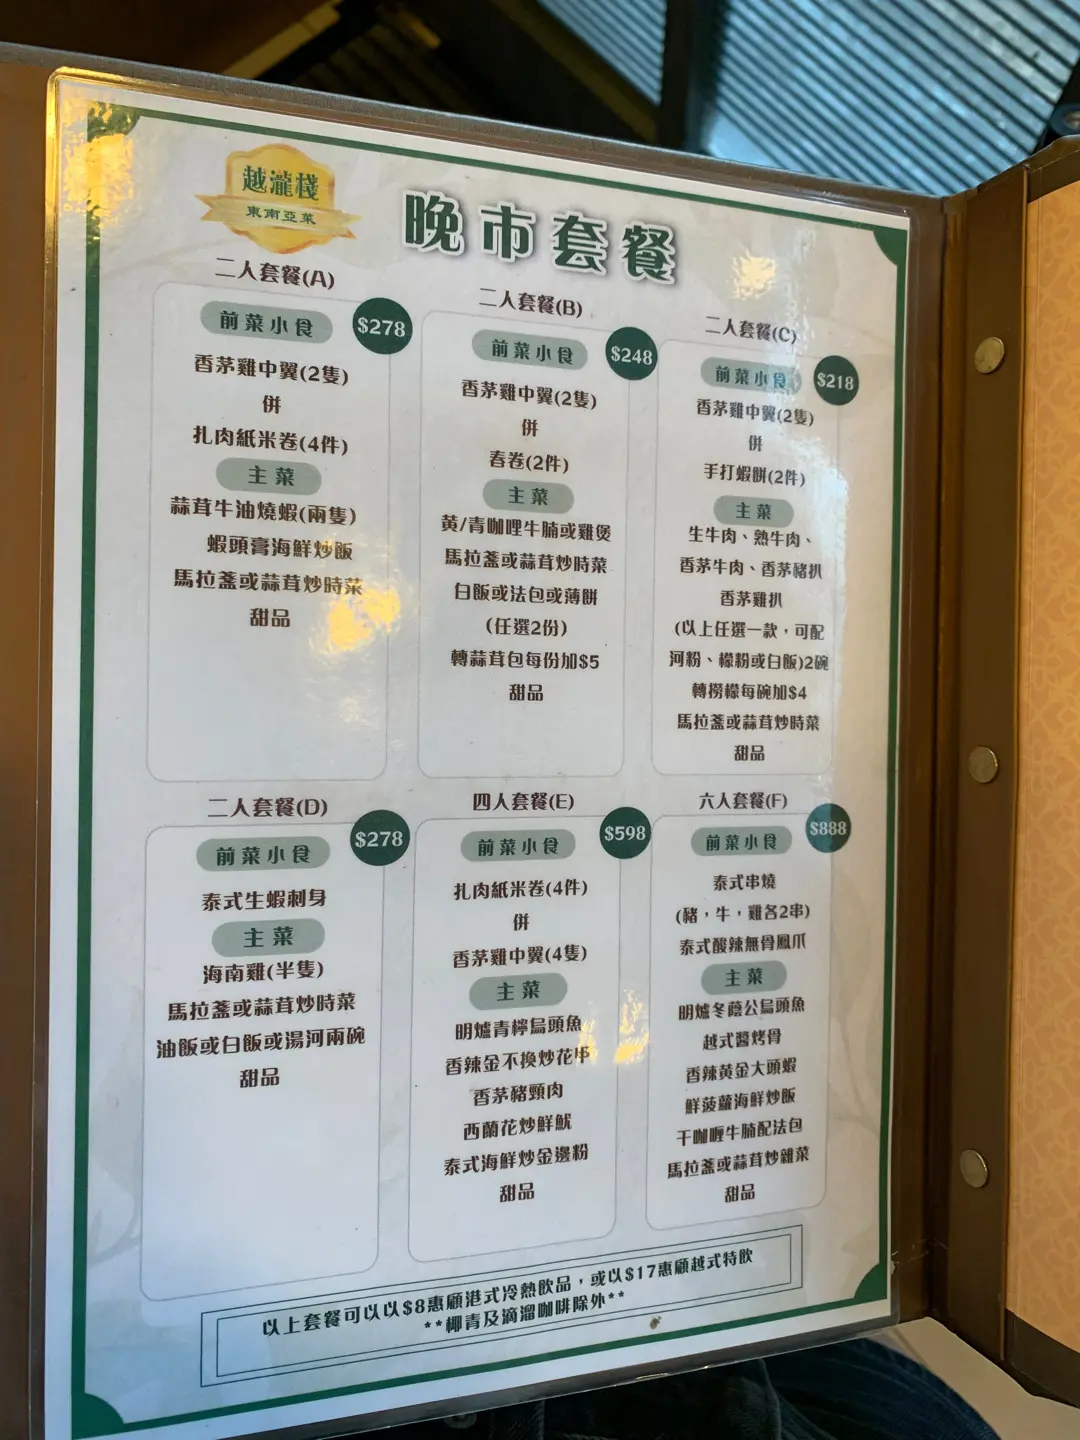 越瀧棧
東南亞菜
晚市套餐
二人套餐(A)
$278
前菜小食
香茅雞中翼(2隻)
併
扎肉紙米卷(4件)
主菜
蒜茸牛油燒蝦(兩隻)
蝦頭膏海鮮炒飯
馬拉盞或蒜茸炒時菜
甜品
二人套餐(B)
$248
前菜小食
香茅雞中翼(2隻)
併
春卷(2件)
主菜
黄/青咖哩牛腩或雞煲
馬拉盞或蒜茸炒時菜
白飯或法包或薄餅
(任選2份)
轉蒜茸包每份加$5
甜品
二人套餐(C)
$218
前菜小食
香茅雞中翼(2隻)
併
手打蝦餅(2件)
主菜
生牛肉、熟牛肉、
香茅牛肉、香茅豬扒
香茅雞扒
(以上任選一款，可配
河粉、檬粉或白飯)2碗
轉撈檬每碗加$4
馬拉盞或蒜茸炒時菜
甜品
二人套餐(D)
$278
前菜小食
泰式生蝦刺身
主菜
海南雞(半隻)
馬拉盞或蒜茸炒時菜
油飯或白飯或湯河兩碗
甜品
四人套餐(E)
$598
前菜小食
扎肉紙米卷(4件)
併
香茅雞中翼(4隻)
主菜
明爐青檸烏頭魚
香辣金不換炒花甲
香茅豬頸肉
西蘭花炒鮮魷
泰式海鮮炒金邊粉
甜品
六人套餐(F)
$888
前菜小食
泰式串燒
(豬，牛，雞各2串)
泰式酸辣無骨鳳爪
主菜
明爐冬蔭公烏頭魚
越式醬烤骨
香辣黄金大頭蝦
鮮菠蘿海鮮炒飯
干咖喱牛腩配法包
馬拉盞或蒜茸炒雜菜
甜品
以上套餐可以以$8惠顧港式冷熱飲品，或以$17惠顧越式特飲
**椰青及滴溜咖啡除外**